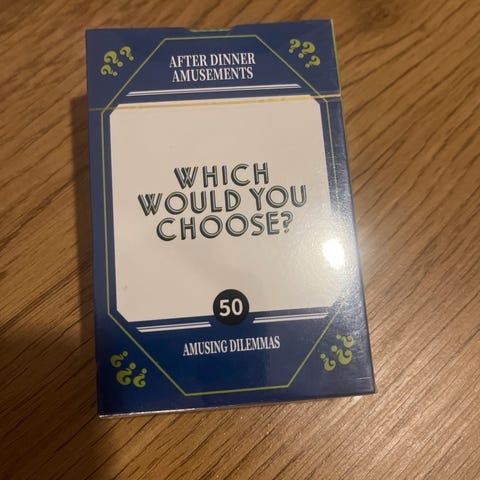 ???
???
AFTER DINNER
AMUSEMENTS
WHICH
WOULD YOU
CHOOSE?
50
AMUSING DILEMMAS
¿¿¿
¿¿¿